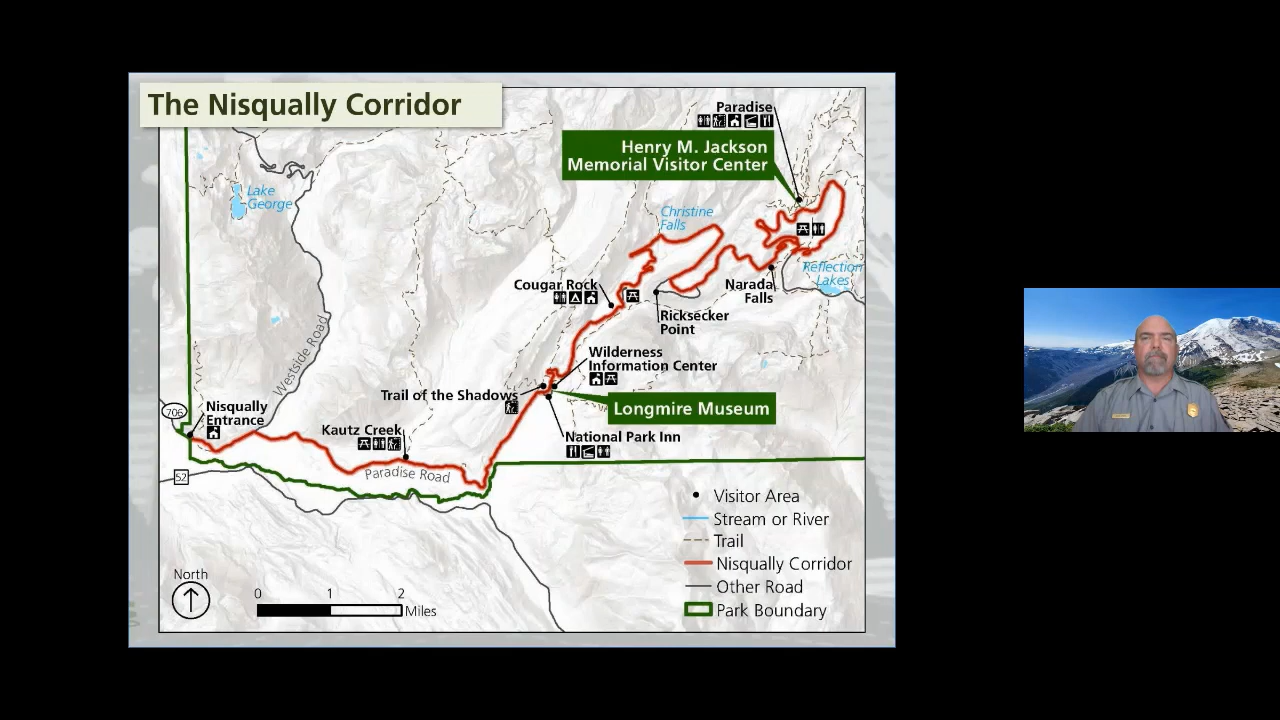 The Nisqually Corridor
Paradise
Henry M. Jackson
Memorial Visitor Center
Lake
George
Christine
Falls
Reflection
Lakes
Cougar Rock
Narada
Falls
Ricksecker
Point
Westside Road
Wilderness
Information Center
Trail of the Shadows
Longmire Museum
706
Nisqually
Entrance
Kautz Creek
National Park Inn
Paradise Road
52
Visitor Area
Stream or River
Trail
Nisqually Corridor
Other Road
Park Boundary
North
0 1 2
Miles